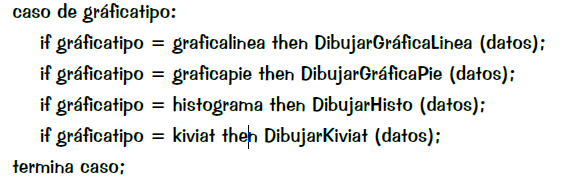 caso de gráficatipo:
if gráficatipo = graficalinea then DibujarGráficaLinea (datos);
if gráficatipo = graficapie then DibujarGráficaPie (datos);
if gráficatipo = histograma then DibujarHisto (datos);
if gráficatipo = kiviat then DibujarKiviat (datos);
termina caso;